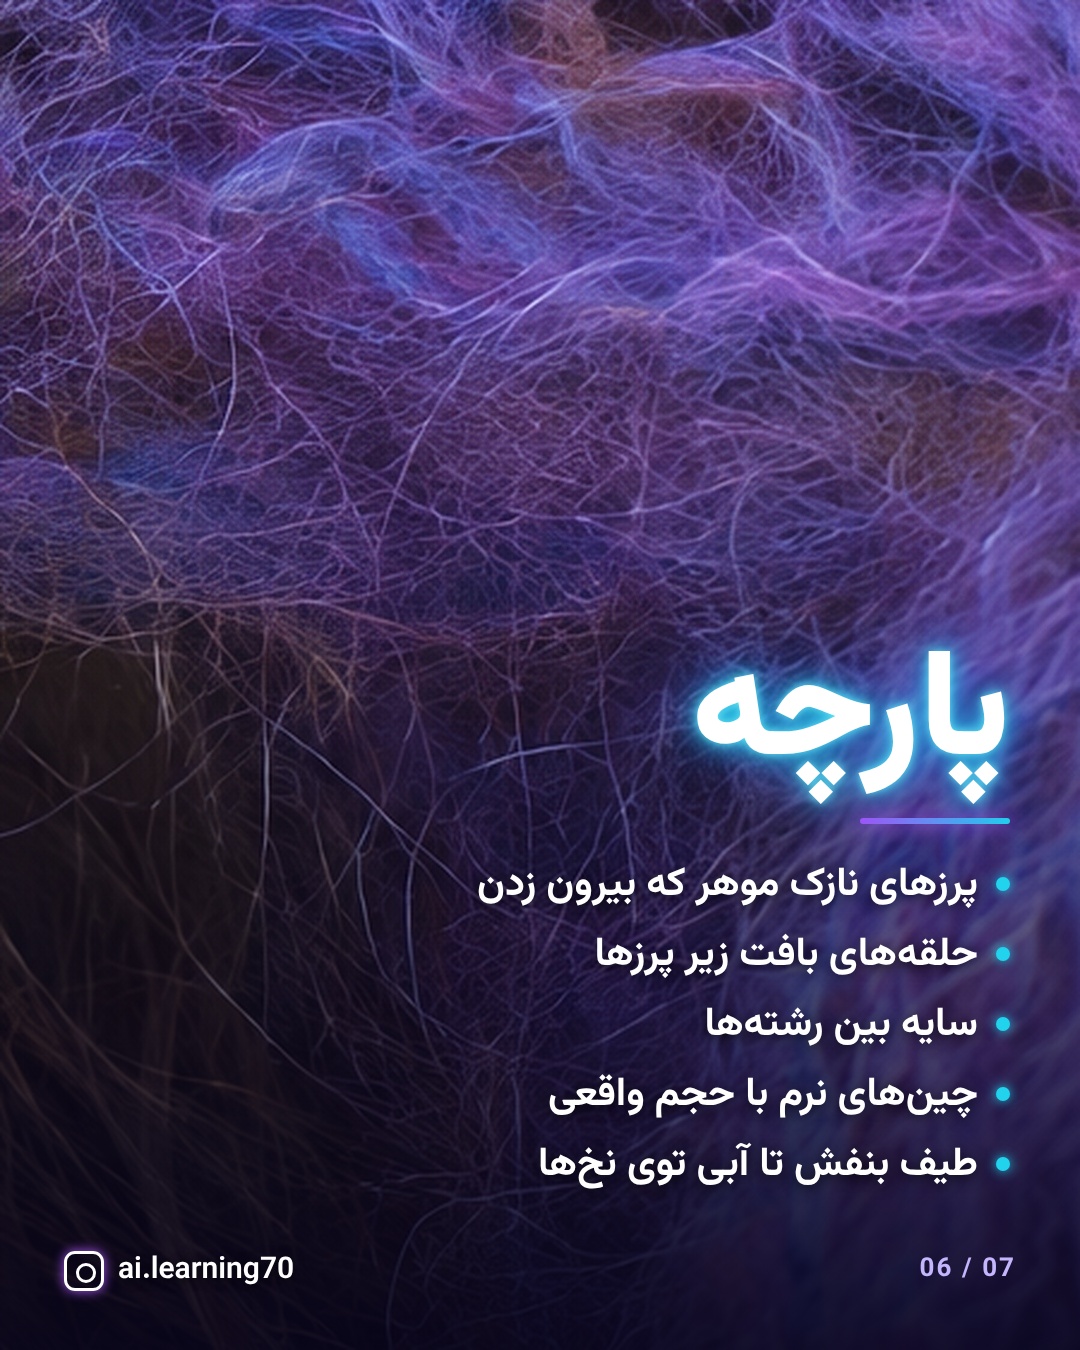 پارچه
پرزهای نازک موهر که بیرون زدن
حلقه‌های بافت زیر پرزها
سایه بین رشته‌ها
چین‌های نرم با حجم واقعی
طیف بنفش تا آبی توی نخ‌ها
ai.learning70
06 / 07